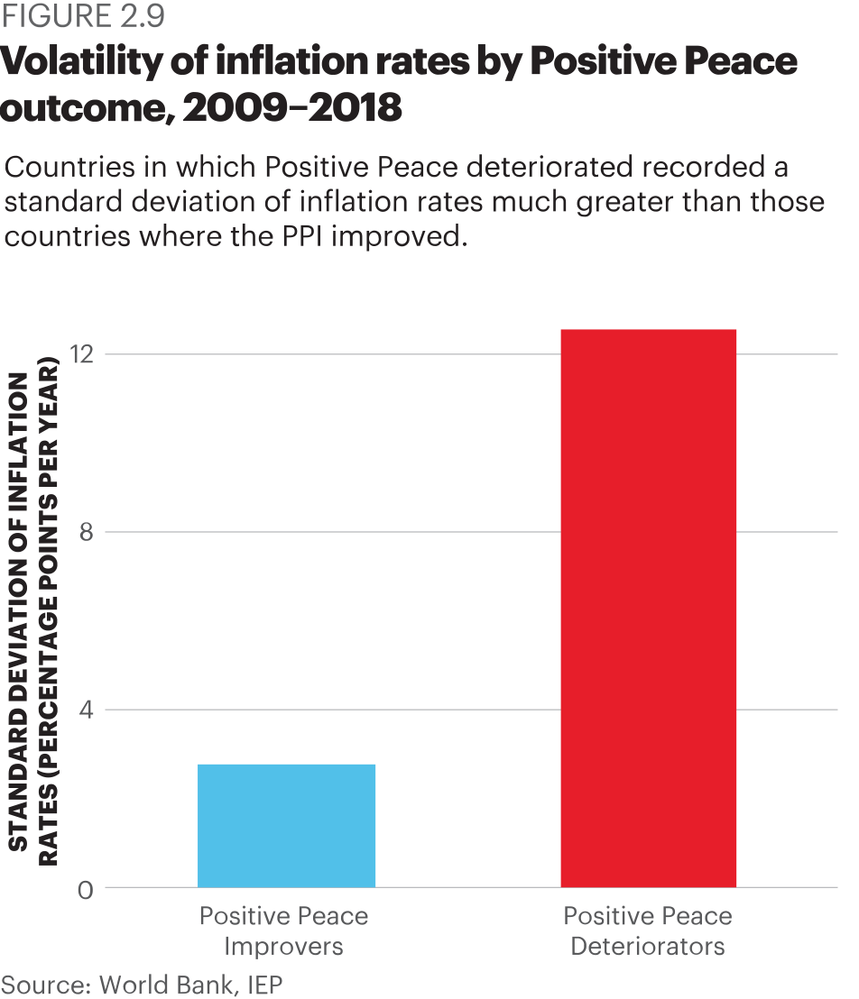 FIGURE 2.9
Volatility of inflation rates by Positive Peace
outcome, 2009–2018
Countries in which Positive Peace deteriorated recorded a
standard deviation of inflation rates much greater than those
countries where the PPI improved.
STANDARD DEVIATION OF INFLATION
RATES (PERCENTAGE POINTS PER YEAR)
12
8
4
0
Positive Peace
Improvers
Positive Peace
Deteriorators
Source: World Bank, IEP